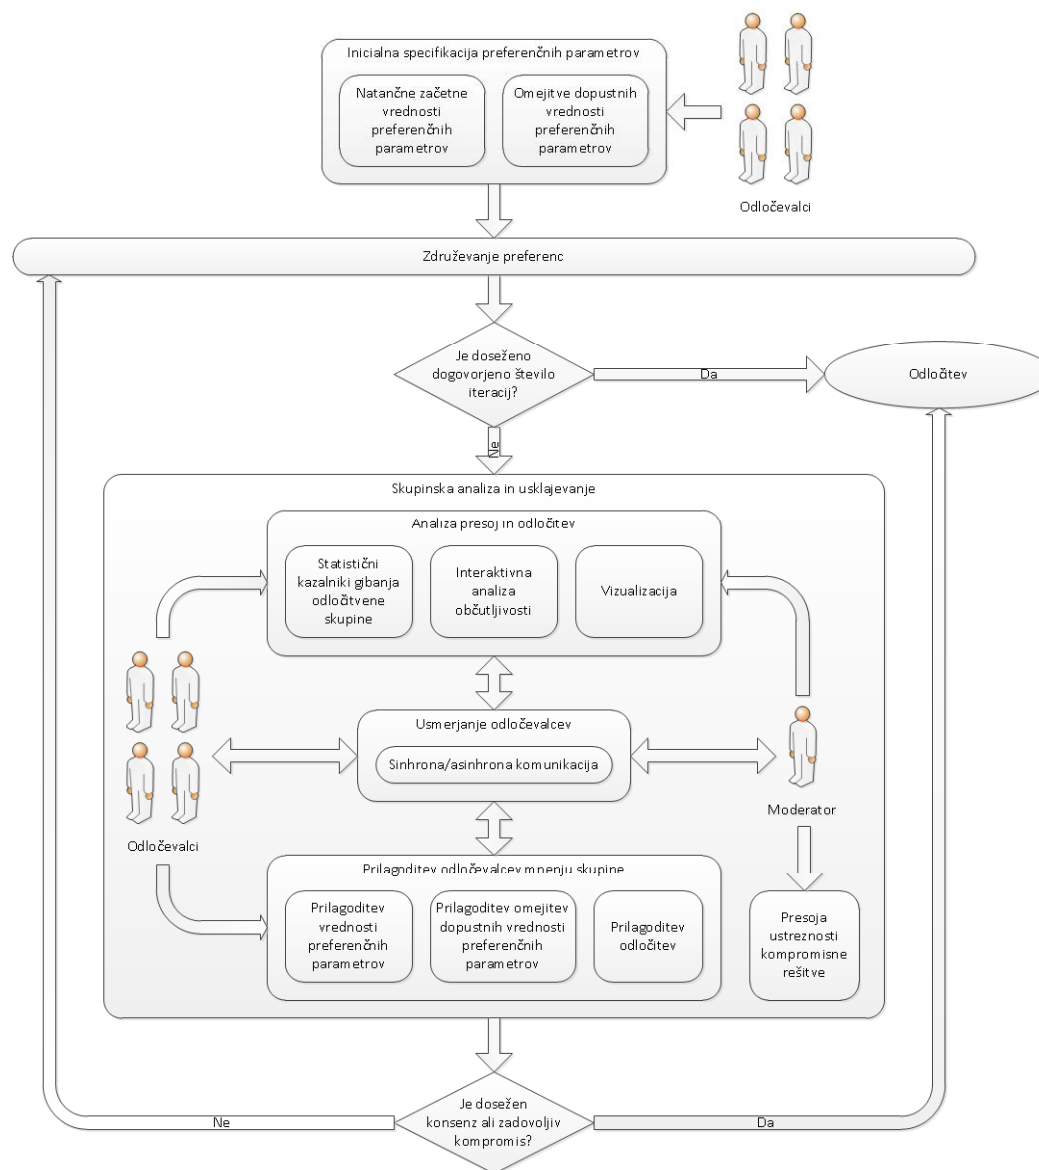 Inicialna specifikacija preferenčnih parametrov
Natančne začetne
vrednosti
preferenčnih
parametrov
Omejitve dopustnih
vrednosti
preferenčnih
parametrov
Odločevalci
Združevanje preferenc
Je doseženo
dogovorjeno število
iteracij?
Da
Odločitev
Ne
Skupinska analiza in usklajevanje
Analiza presoj in odločitev
Statistični
kazalniki gibanja
odločitvene
skupine
Interaktivna
analiza
občutljivosti
Vizualizacija
Usmerjanje odločevalcev
Sinhrona/asinhrona komunikacija
Odločevalci
Moderator
Prilagoditev odločevalcev mnenju skupine
Prilagoditev
vrednosti
preferenčnih
parametrov
Prilagoditev omejitev
dopustnih vrednosti
preferenčnih
parametrov
Prilagoditev
odločitev
Presoja
ustreznosti
kompromisne
rešitve
Je dosežen
konsenz ali zadovoljiv
kompromis?
Ne
Da